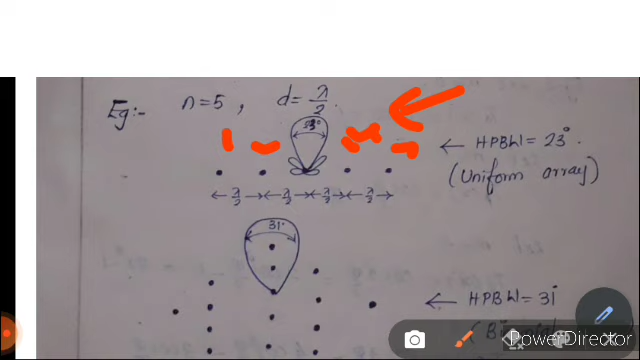 Eg:- n=5 , d= λ/2.
23°
← HPBW = 23°.
(Uniform array)
← λ/2 → ← λ/2 → ← λ/2 → ← λ/2 →
31°
← HPBW = 31
PowerDirector